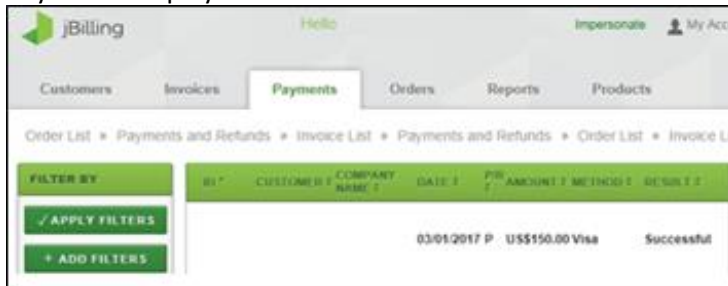 jBilling Hello Impersonate My Acc
Customers Invoices Payments Orders Reports Products
Order List » Payments and Refunds » Invoice List » Payments and Refunds » Order List » Invoice L
FILTER BY ID CUSTOMER COMPANY NAME DATE P/R AMOUNT METHOD RESULT
✓ APPLY FILTERS
03/01/2017 P US$150.00 Visa Successful
+ ADD FILTERS